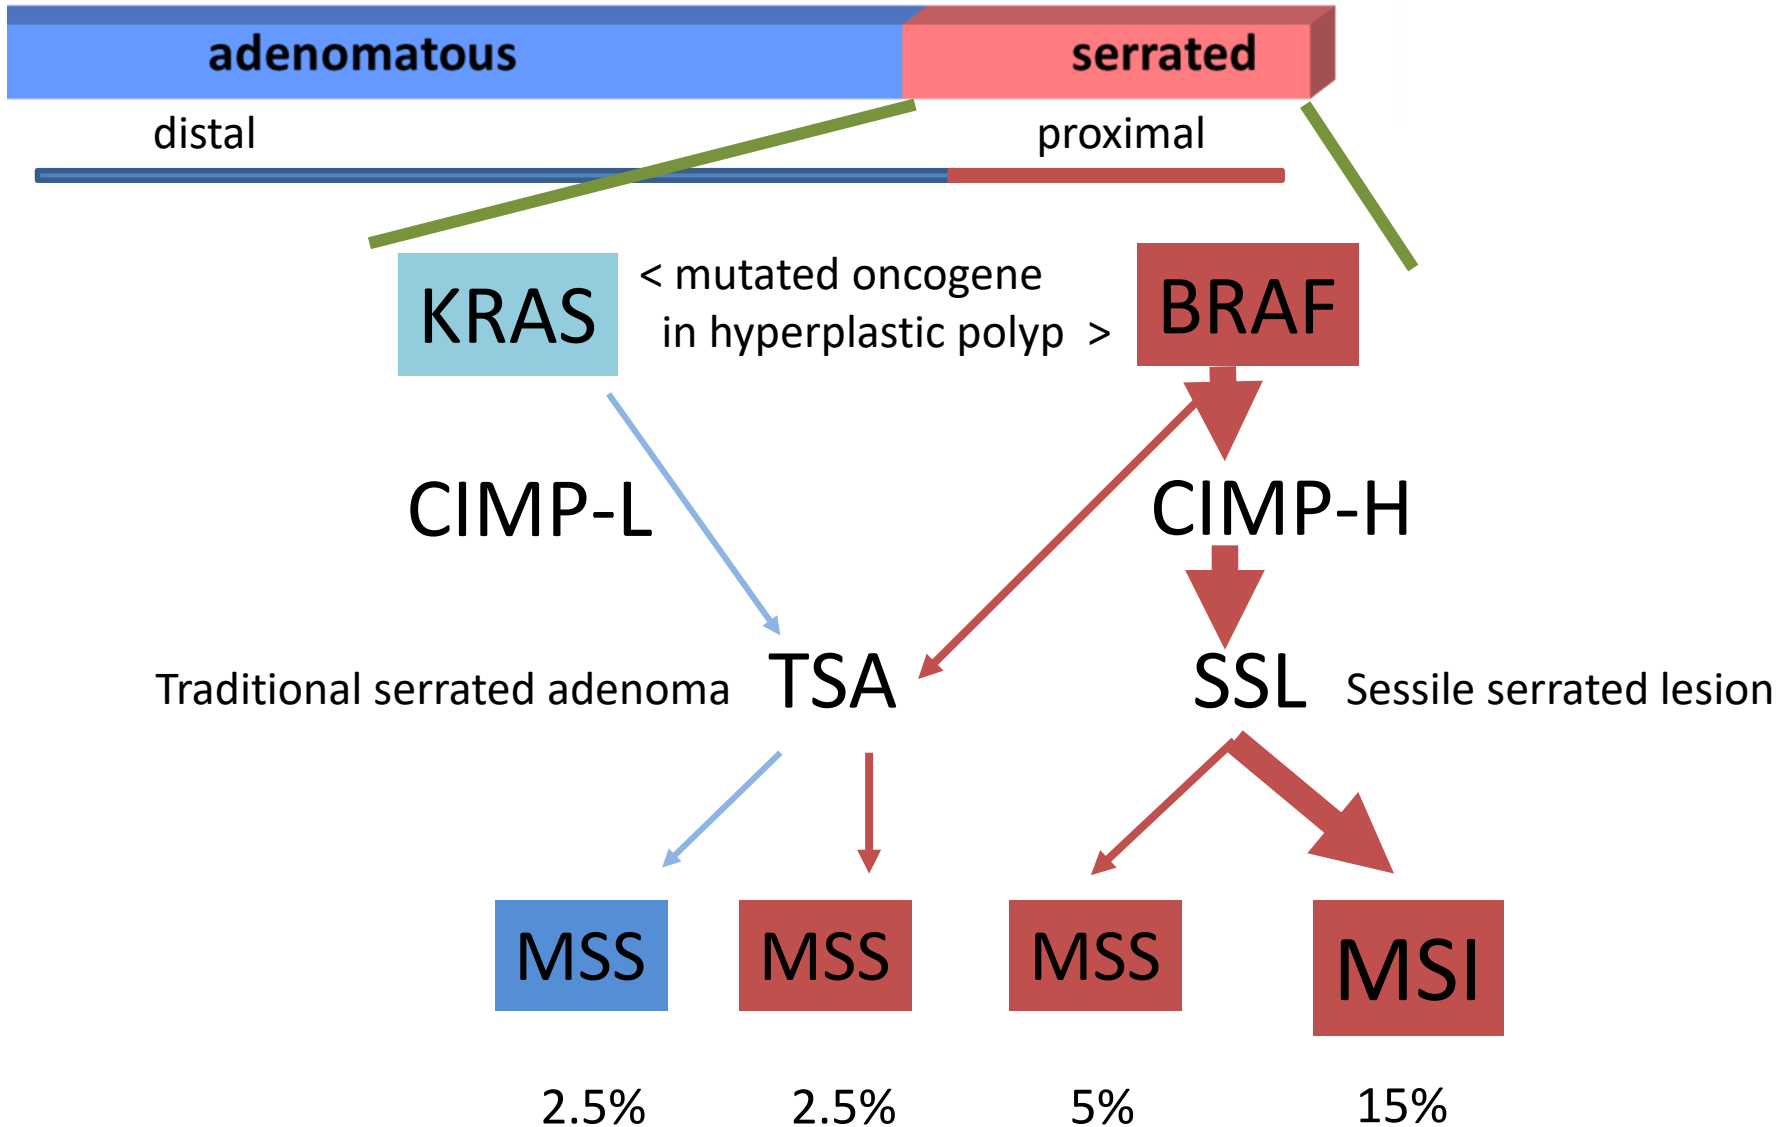 adenomatous
serrated
distal
proximal
KRAS
< mutated oncogene
in hyperplastic polyp >
BRAF
CIMP-L
CIMP-H
Traditional serrated adenoma
TSA
SSL
Sessile serrated lesion
MSS
MSS
MSS
MSI
2.5%
2.5%
5%
15%